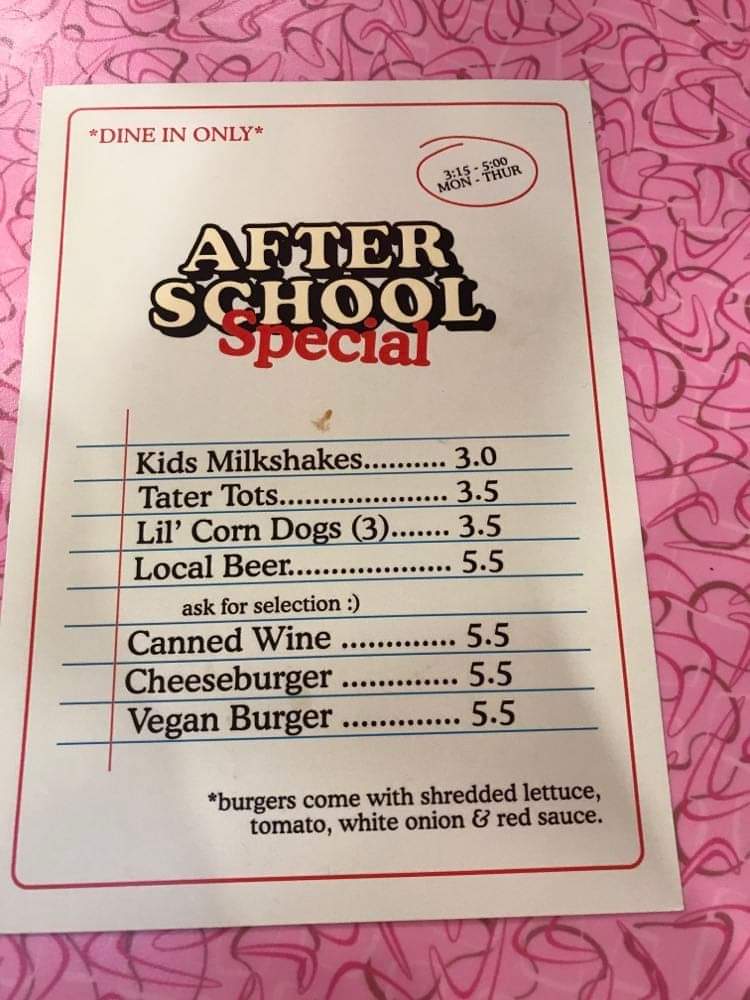 *DINE IN ONLY*
3:15 - 5:00
MON - THUR
AFTER
SCHOOL
Special
Kids Milkshakes.......... 3.0
Tater Tots..................... 3.5
Lil' Corn Dogs (3)....... 3.5
Local Beer.................... 5.5
ask for selection :)
Canned Wine ............. 5.5
Cheeseburger ............. 5.5
Vegan Burger ............. 5.5
*burgers come with shredded lettuce,
tomato, white onion & red sauce.